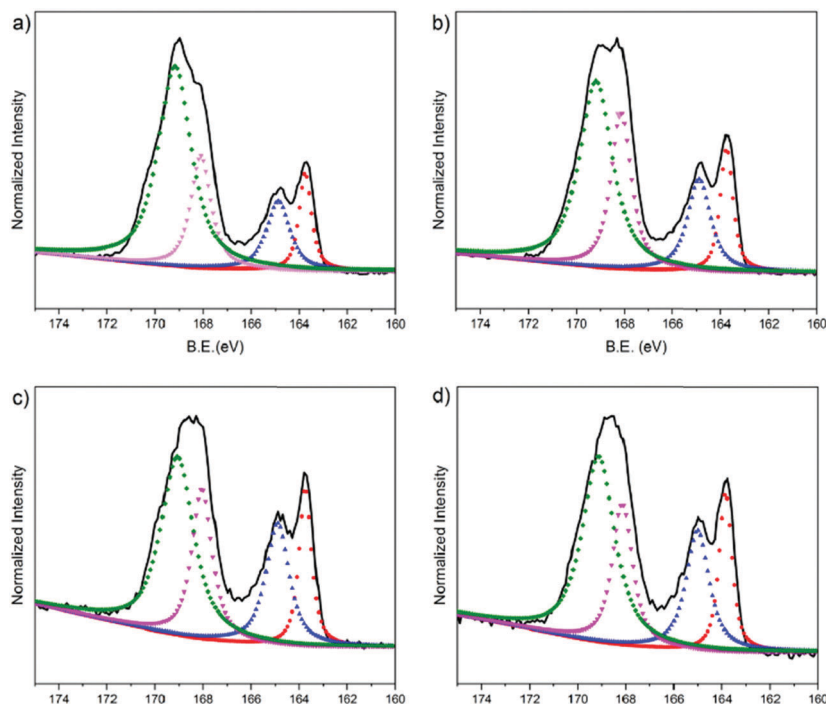 a)
Normalized Intensity
174 172 170 168 166 164 162 160
B.E.(eV)
b)
Normalized Intensity
174 172 170 168 166 164 162 160
B.E. (eV)
c)
Normalized Intensity
174 172 170 168 166 164 162 160
B.E. (eV)
d)
Normalized Intensity
174 172 170 168 166 164 162 160
B.E. (eV)